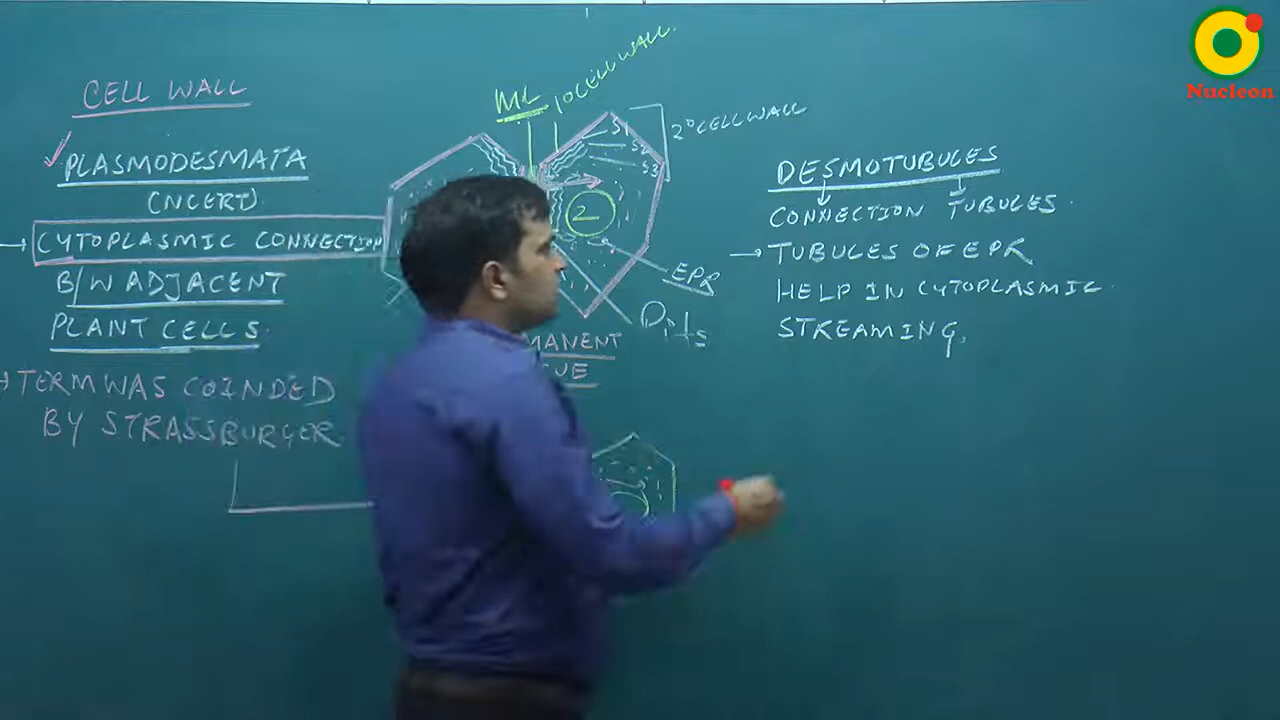 CELL WALL
PLASMODESMATA
(NCERT)
CYTOPLASMIC CONNECTION
B/W ADJACENT
PLANT CELLS
TERM WAS COINDED
BY STRASSBURGER
ML
1° CELL WALL
S1
S2
S3
2° CELL WALL
2
EPR
Pits
MANENT
UE
DESMOTUBULES
CONNECTION TUBULES
→ TUBULES OF EPR
HELP IN CYTOPLASMIC
STREAMING.
Nucleon